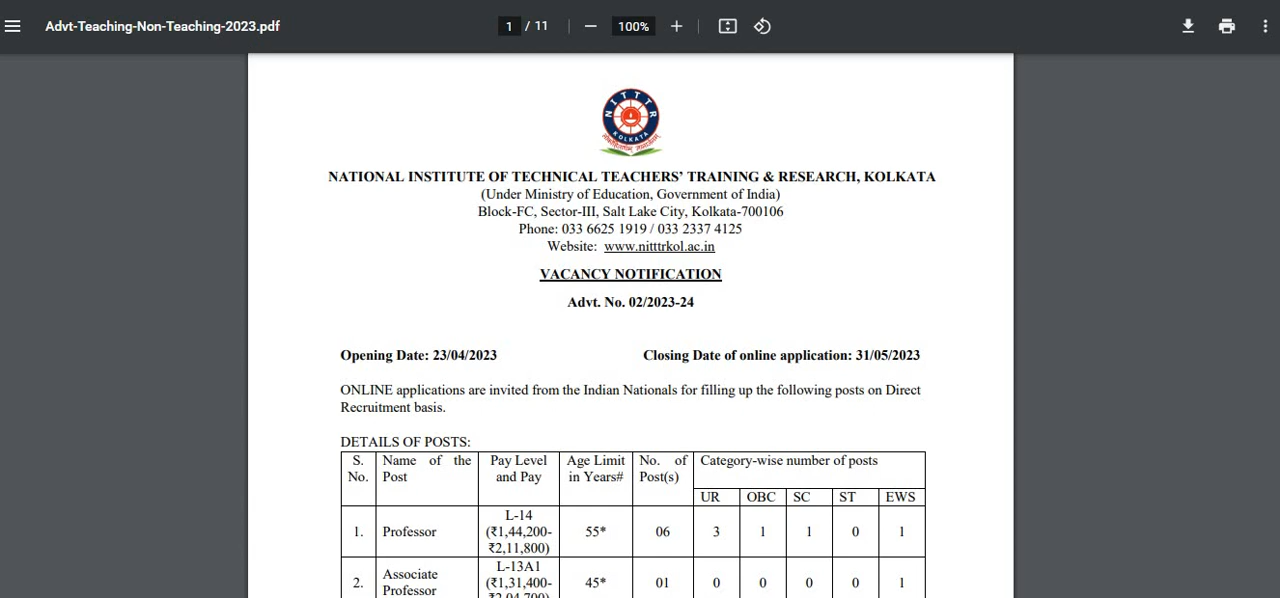 Advt-Teaching-Non-Teaching-2023.pdf
1 / 11
100%
NITTTR
KOLKATA
NATIONAL INSTITUTE OF TECHNICAL TEACHERS' TRAINING & RESEARCH, KOLKATA
(Under Ministry of Education, Government of India)
Block-FC, Sector-III, Salt Lake City, Kolkata-700106
Phone: 033 6625 1919 / 033 2337 4125
Website: www.nitttrkol.ac.in
VACANCY NOTIFICATION
Advt. No. 02/2023-24
Opening Date: 23/04/2023 Closing Date of online application: 31/05/2023
ONLINE applications are invited from the Indian Nationals for filling up the following posts on Direct
Recruitment basis.
DETAILS OF POSTS:
S. Name of the Pay Level Age Limit No. of Category-wise number of posts
No. Post and Pay in Years# Post(s)
UR OBC SC ST EWS
L-14
1. Professor (₹1,44,200- 55* 06 3 1 1 0 1
₹2,11,800)
L-13A1
2. Associate (₹1,31,400- 45* 01 0 0 0 0 1
Professor ₹2,04,700)